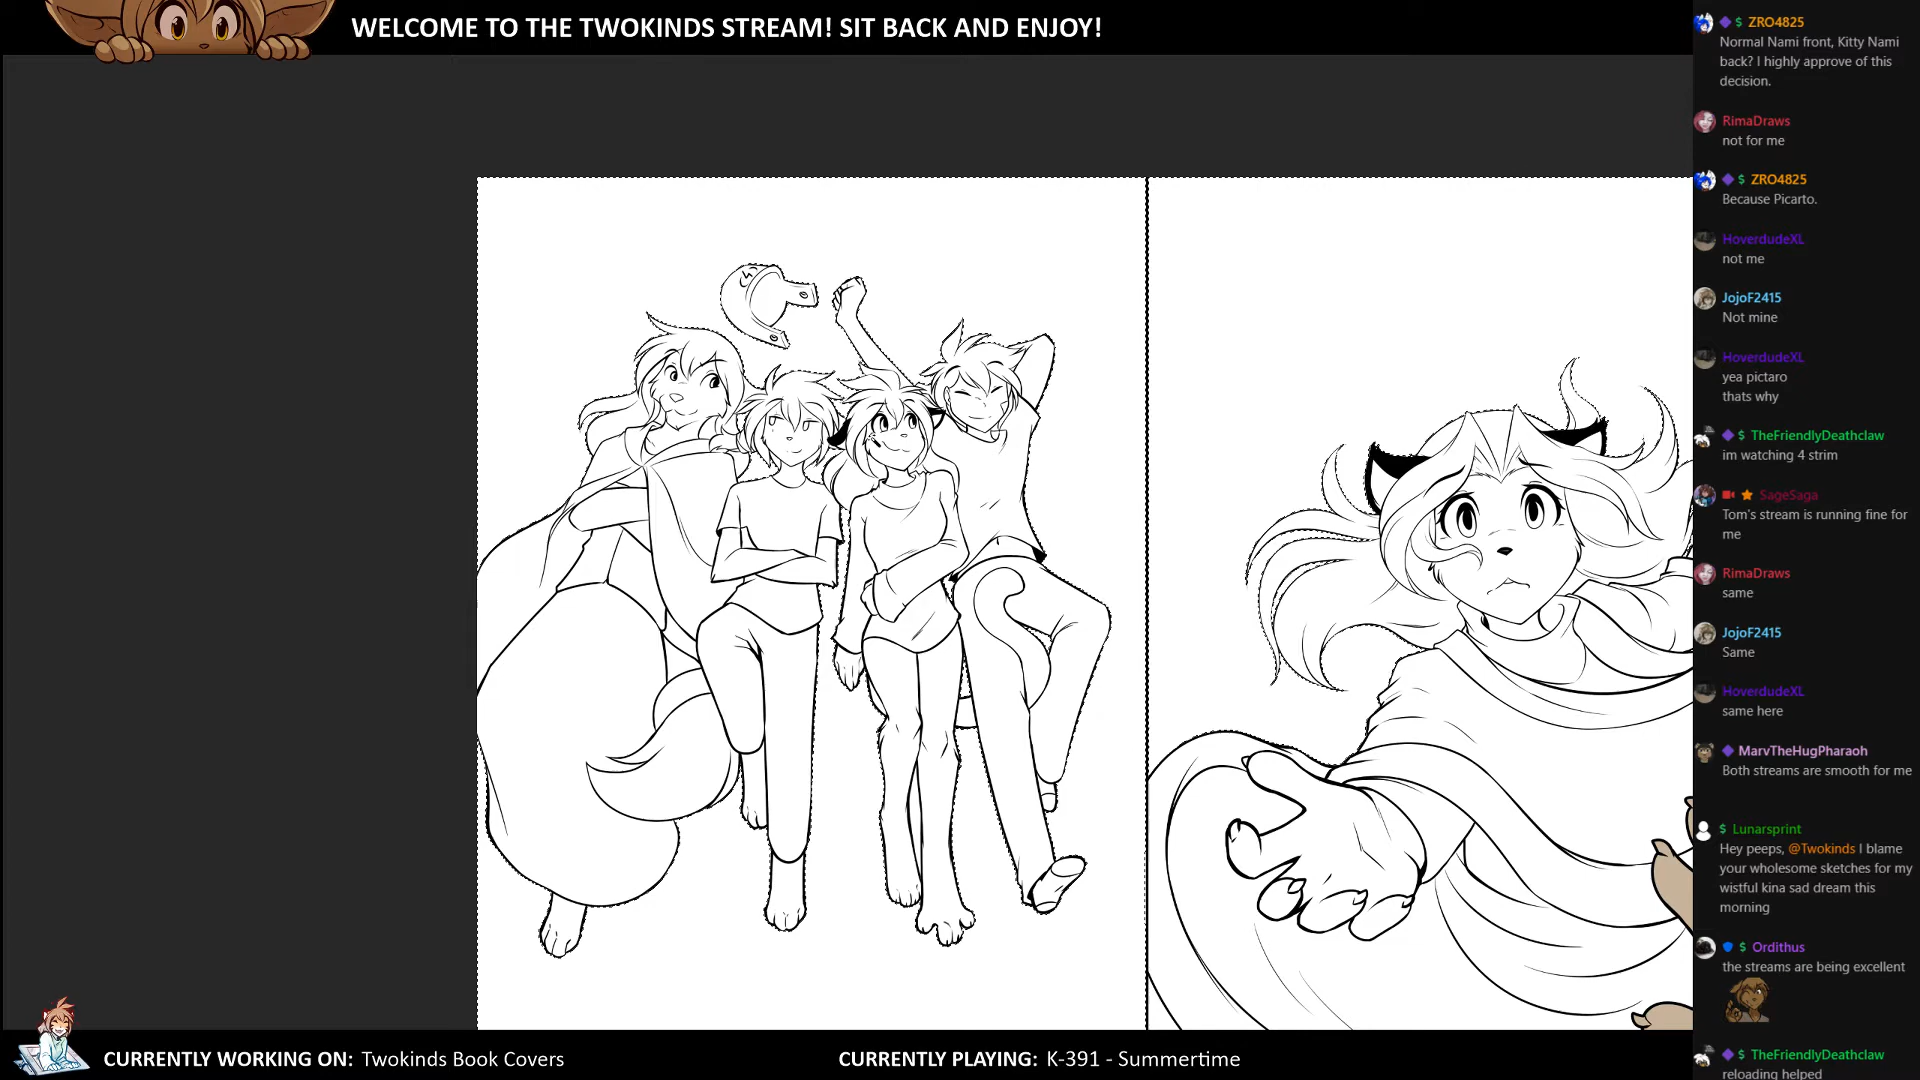 WELCOME TO THE TWOKINDS STREAM! SIT BACK AND ENJOY!
$ ZRO4825
Normal Nami front, Kitty Nami
back? I highly approve of this
decision.
RimaDraws
not for me
$ ZRO4825
Because Picarto.
HoverdudeXL
not me
JojoF2415
Not mine
HoverdudeXL
yea pictaro
thats why
$ TheFriendlyDeathclaw
im watching 4 strim
SageSaga
Tom's stream is running fine for
me
RimaDraws
same
JojoF2415
Same
HoverdudeXL
same here
MarvTheHugPharaoh
Both streams are smooth for me
$ Lunarsprint
Hey peeps, @Twokinds I blame
your wholesome sketches for my
wistful kina sad dream this
morning
$ Ordithus
the streams are being excellent
$ TheFriendlyDeathclaw
reloading helped
CURRENTLY WORKING ON: Twokinds Book Covers
CURRENTLY PLAYING: K-391 - Summertime